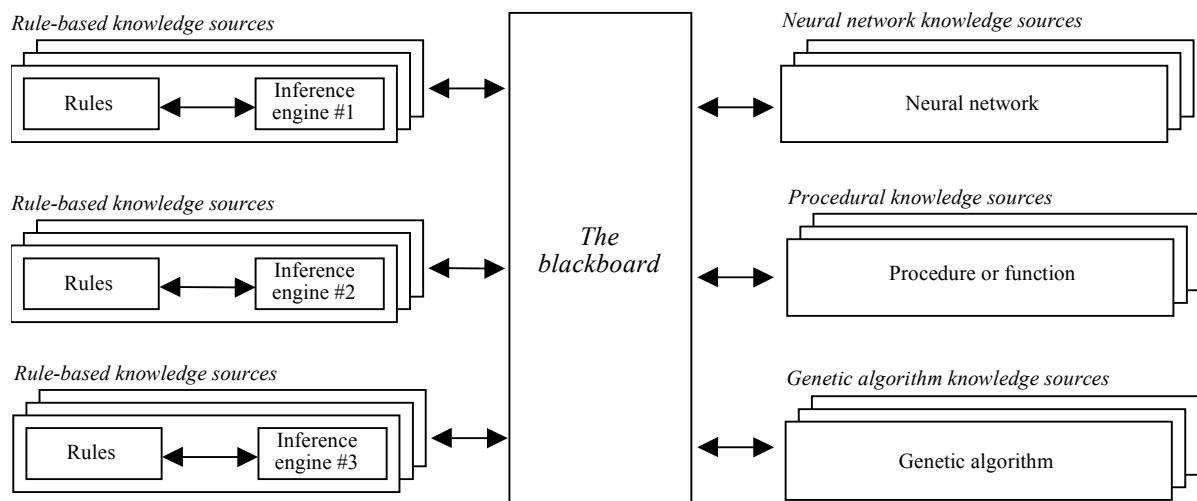 Rule-based knowledge sources
Rules
Inference
engine #1
Rule-based knowledge sources
Rules
Inference
engine #2
Rule-based knowledge sources
Rules
Inference
engine #3
The
blackboard
Neural network knowledge sources
Neural network
Procedural knowledge sources
Procedure or function
Genetic algorithm knowledge sources
Genetic algorithm